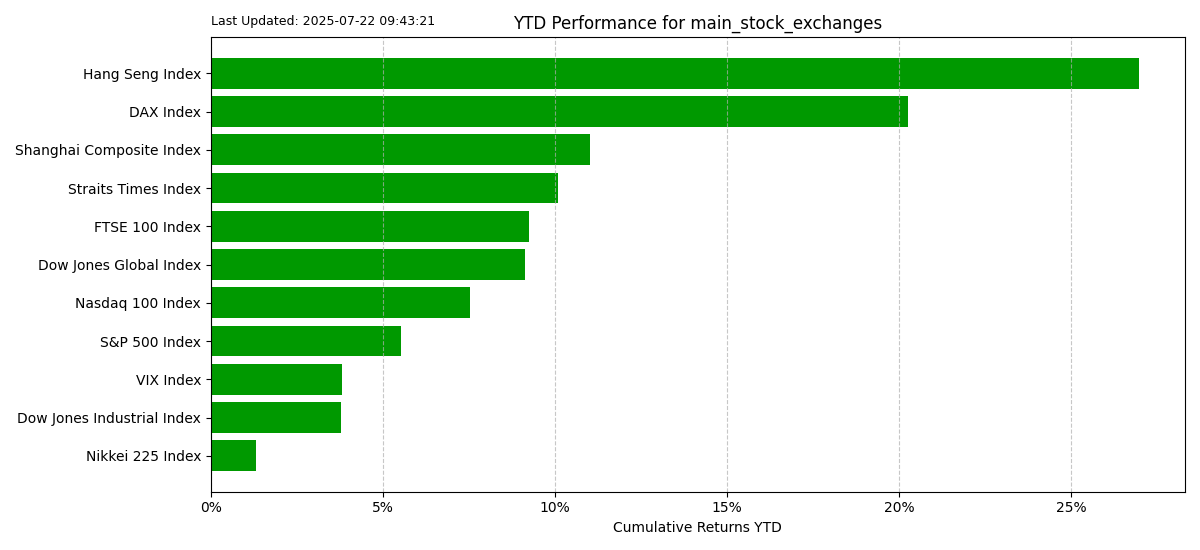 Last Updated: 2025-07-22 09:43:21
YTD Performance for main_stock_exchanges
Hang Seng Index
DAX Index
Shanghai Composite Index
Straits Times Index
FTSE 100 Index
Dow Jones Global Index
Nasdaq 100 Index
S&P 500 Index
VIX Index
Dow Jones Industrial Index
Nikkei 225 Index
0% 5% 10% 15% 20% 25%
Cumulative Returns YTD